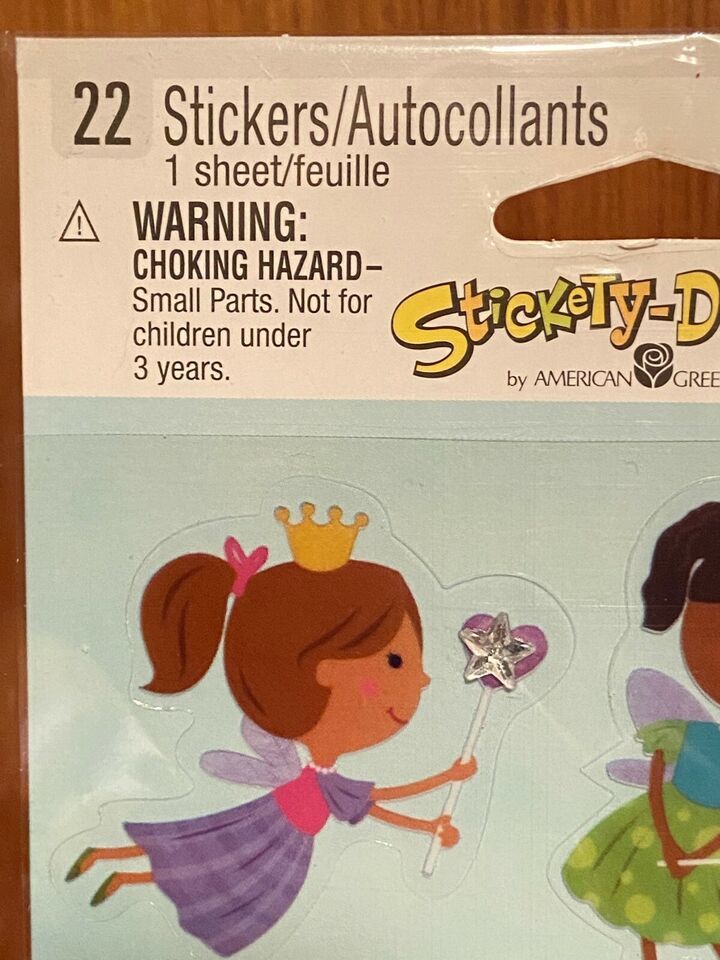 22 Stickers/Autocollants
1 sheet/feuille
WARNING:
CHOKING HAZARD–
Small Parts. Not for
children under
3 years.
Stickety-D
by AMERICAN GREE